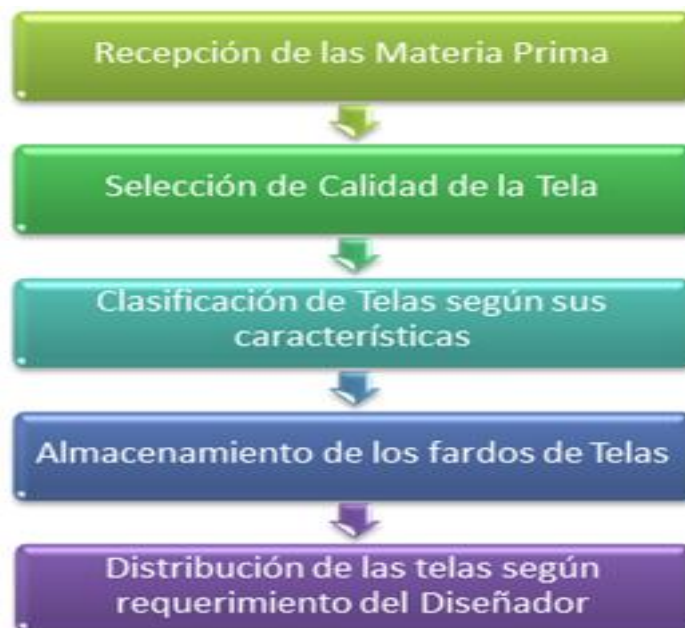 Recepción de las Materia Prima
Selección de Calidad de la Tela
Clasificación de Telas según sus
característícas
Almacenamiento de los fardos de Telas
Distribución de las telas según
requerimiento del Diseñador